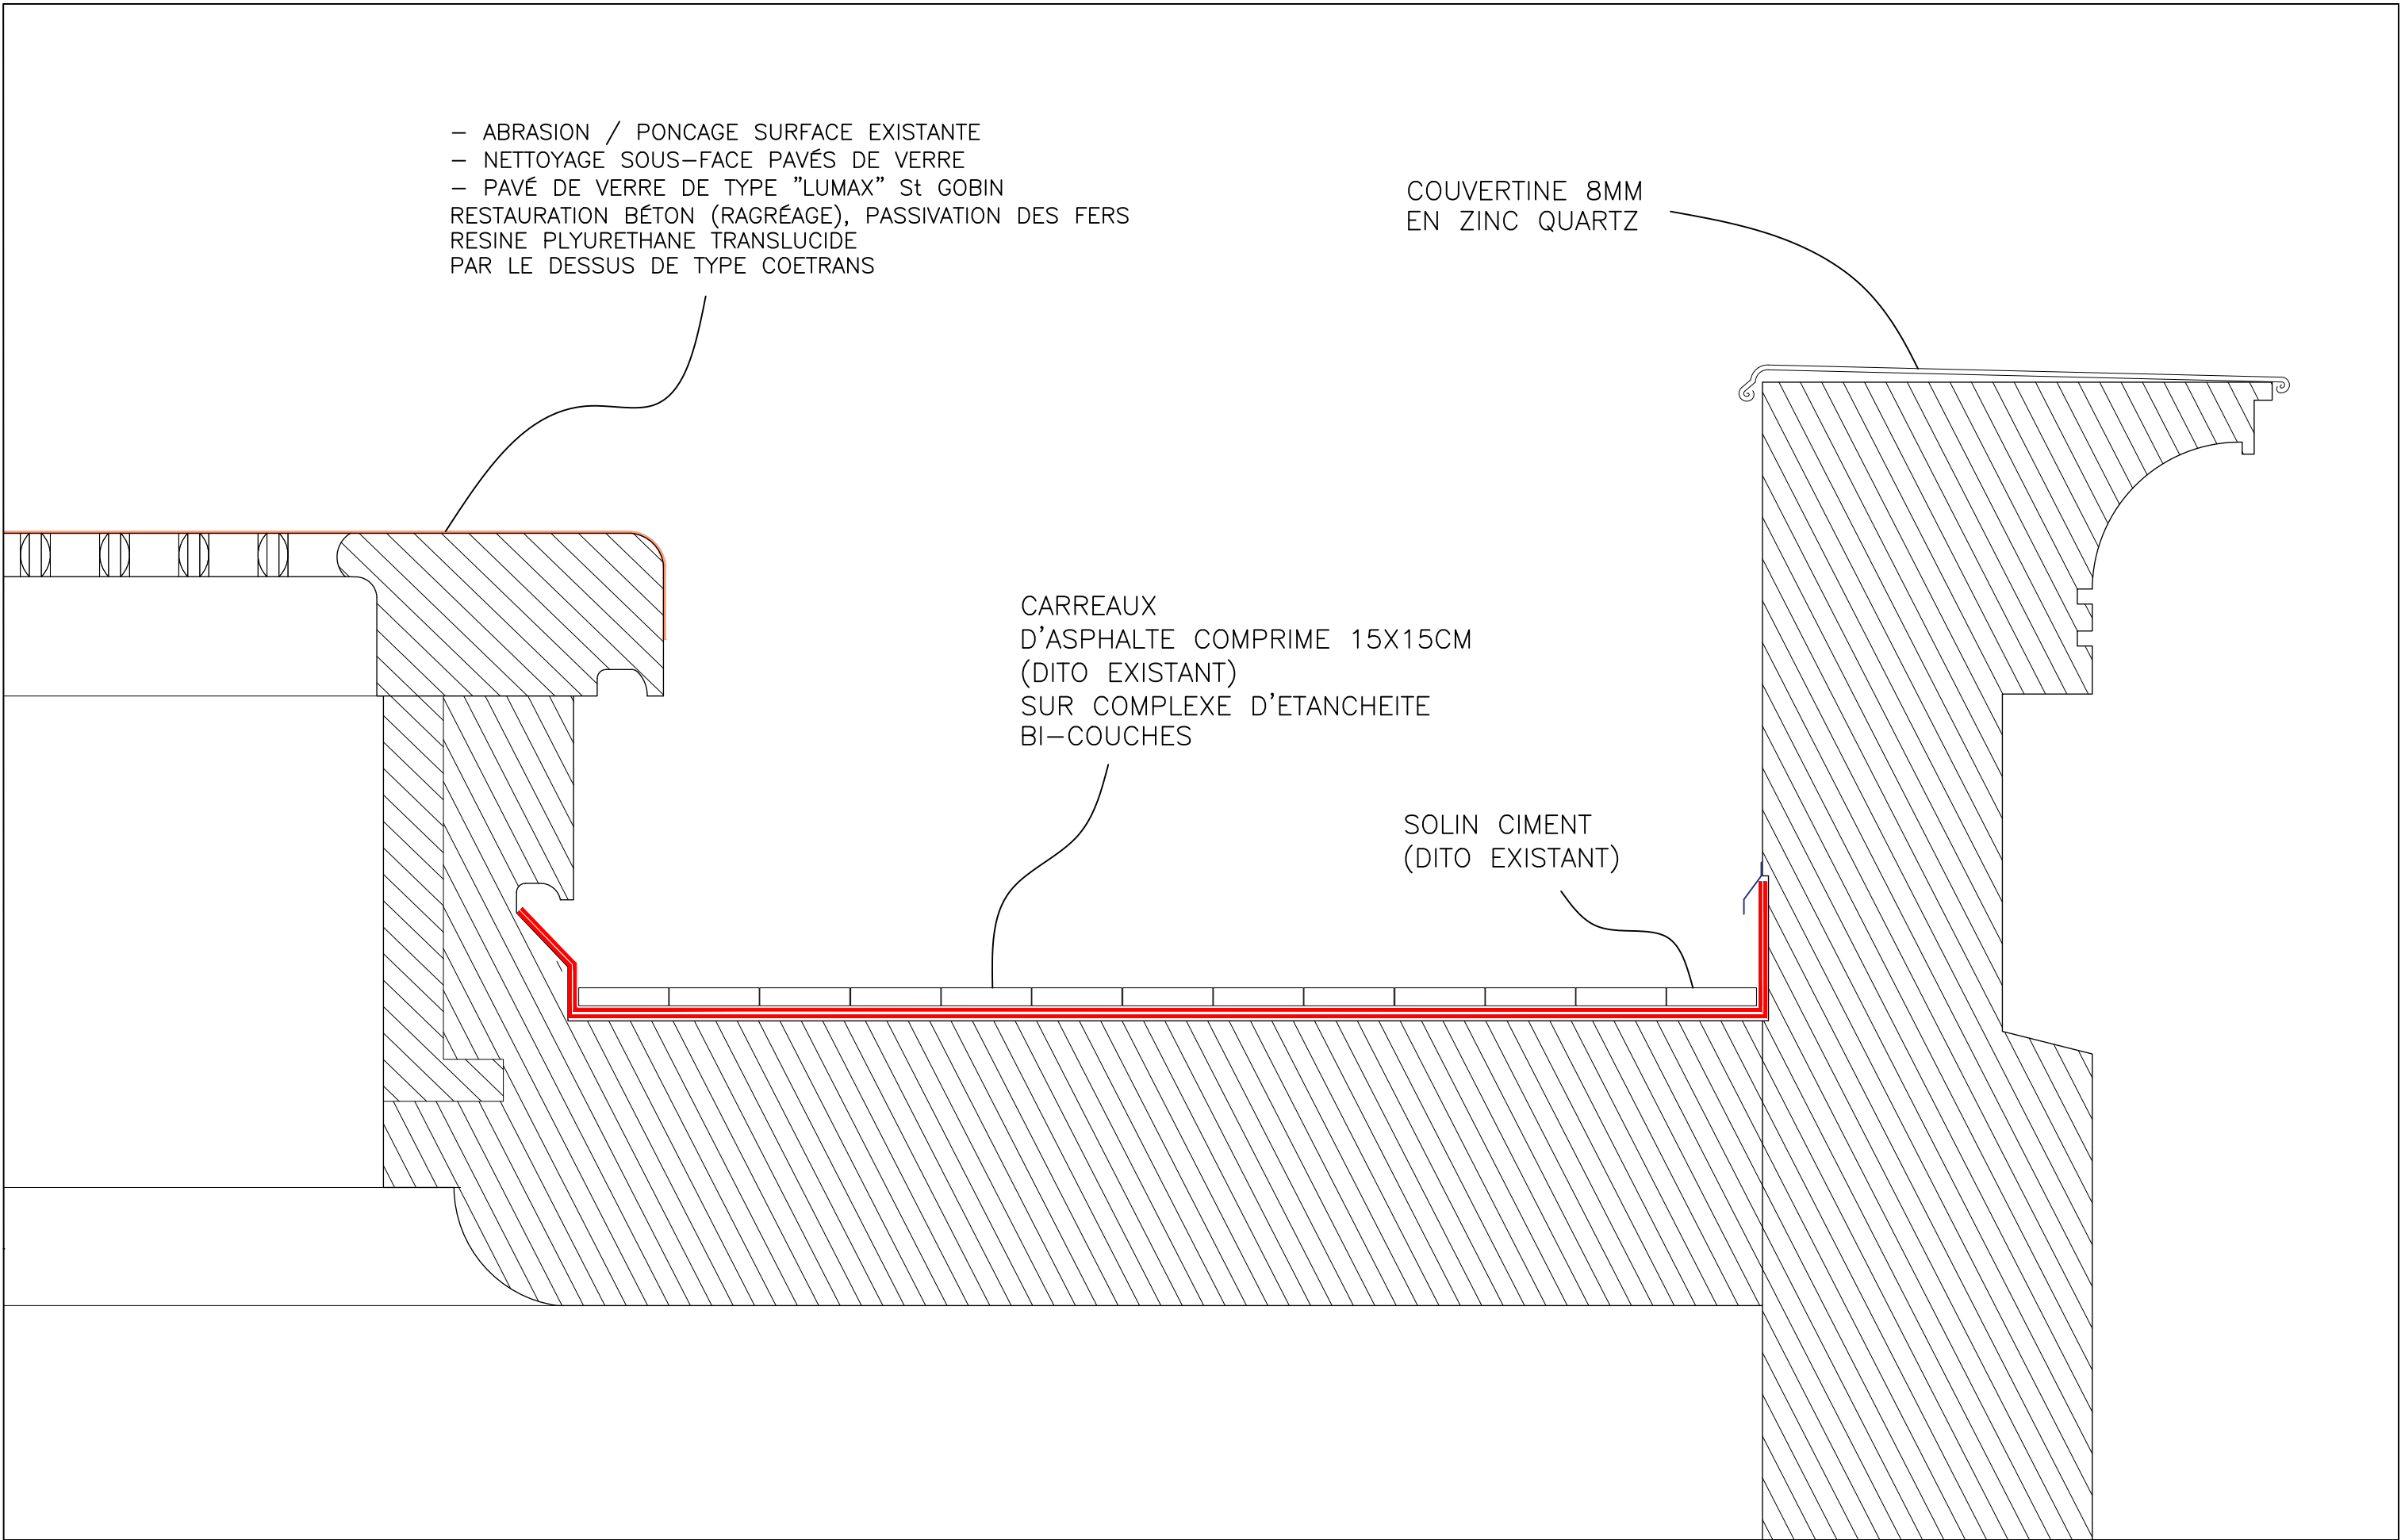 – ABRASION / PONCAGE SURFACE EXISTANTE
– NETTOYAGE SOUS–FACE PAVÉS DE VERRE
– PAVÉ DE VERRE DE TYPE "LUMAX" St GOBIN
RESTAURATION BÉTON (RAGRÉAGE), PASSIVATION DES FERS
RESINE PLYURETHANE TRANSLUCIDE
PAR LE DESSUS DE TYPE COETRANS
COUVERTINE 8MM
EN ZINC QUARTZ
CARREAUX
D'ASPHALTE COMPRIME 15X15CM
(DITO EXISTANT)
SUR COMPLEXE D'ETANCHEITE
BI–COUCHES
SOLIN CIMENT
(DITO EXISTANT)